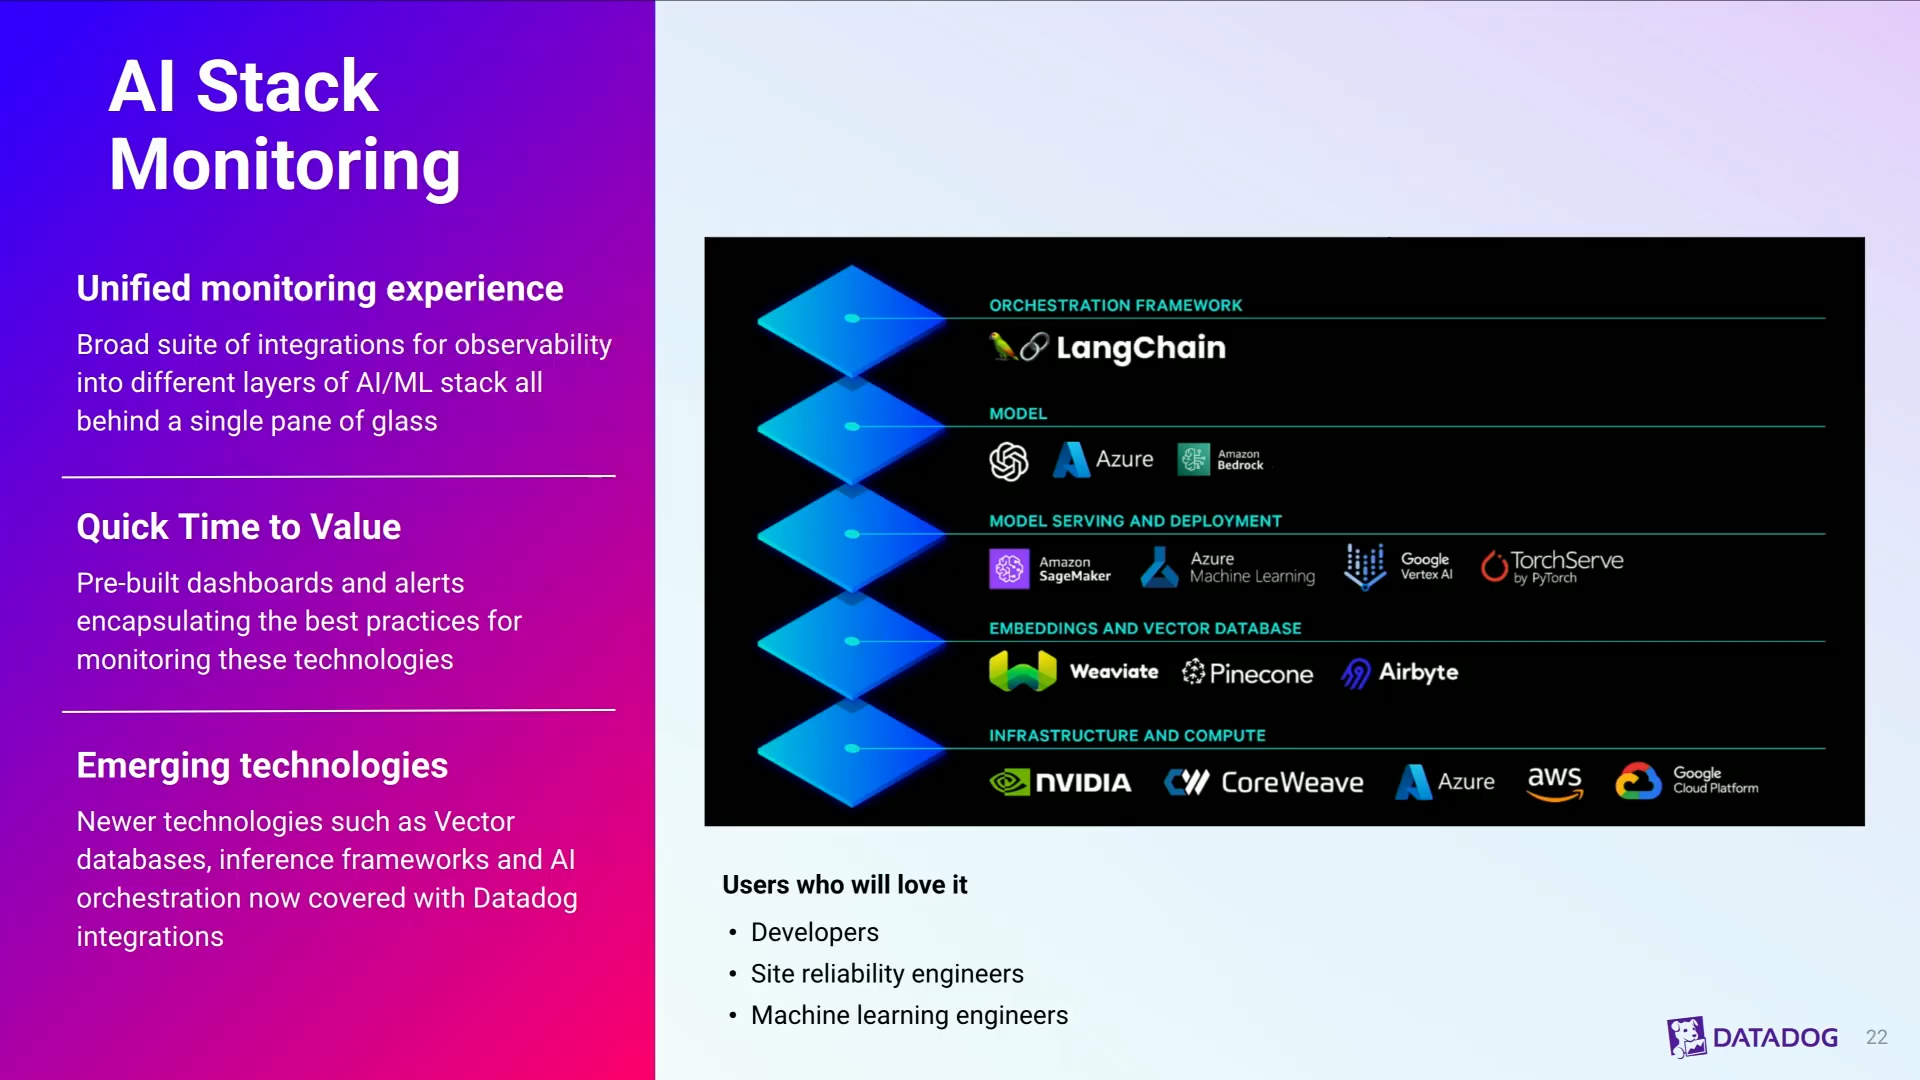 AI Stack
Monitoring
Unified monitoring experience
Broad suite of integrations for observability
into different layers of AI/ML stack all
behind a single pane of glass
Quick Time to Value
Pre-built dashboards and alerts
encapsulating the best practices for
monitoring these technologies
Emerging technologies
Newer technologies such as Vector
databases, inference frameworks and AI
orchestration now covered with Datadog
integrations
ORCHESTRATION FRAMEWORK
LangChain
MODEL
Azure
Amazon
Bedrock
MODEL SERVING AND DEPLOYMENT
Amazon
SageMaker
Azure
Machine Learning
Google
Vertex AI
TorchServe
by PyTorch
EMBEDDINGS AND VECTOR DATABASE
Weaviate
Pinecone
Airbyte
INFRASTRUCTURE AND COMPUTE
NVIDIA
CoreWeave
Azure
aws
Google
Cloud Platform
Users who will love it
• Developers
• Site reliability engineers
• Machine learning engineers
DATADOG
22